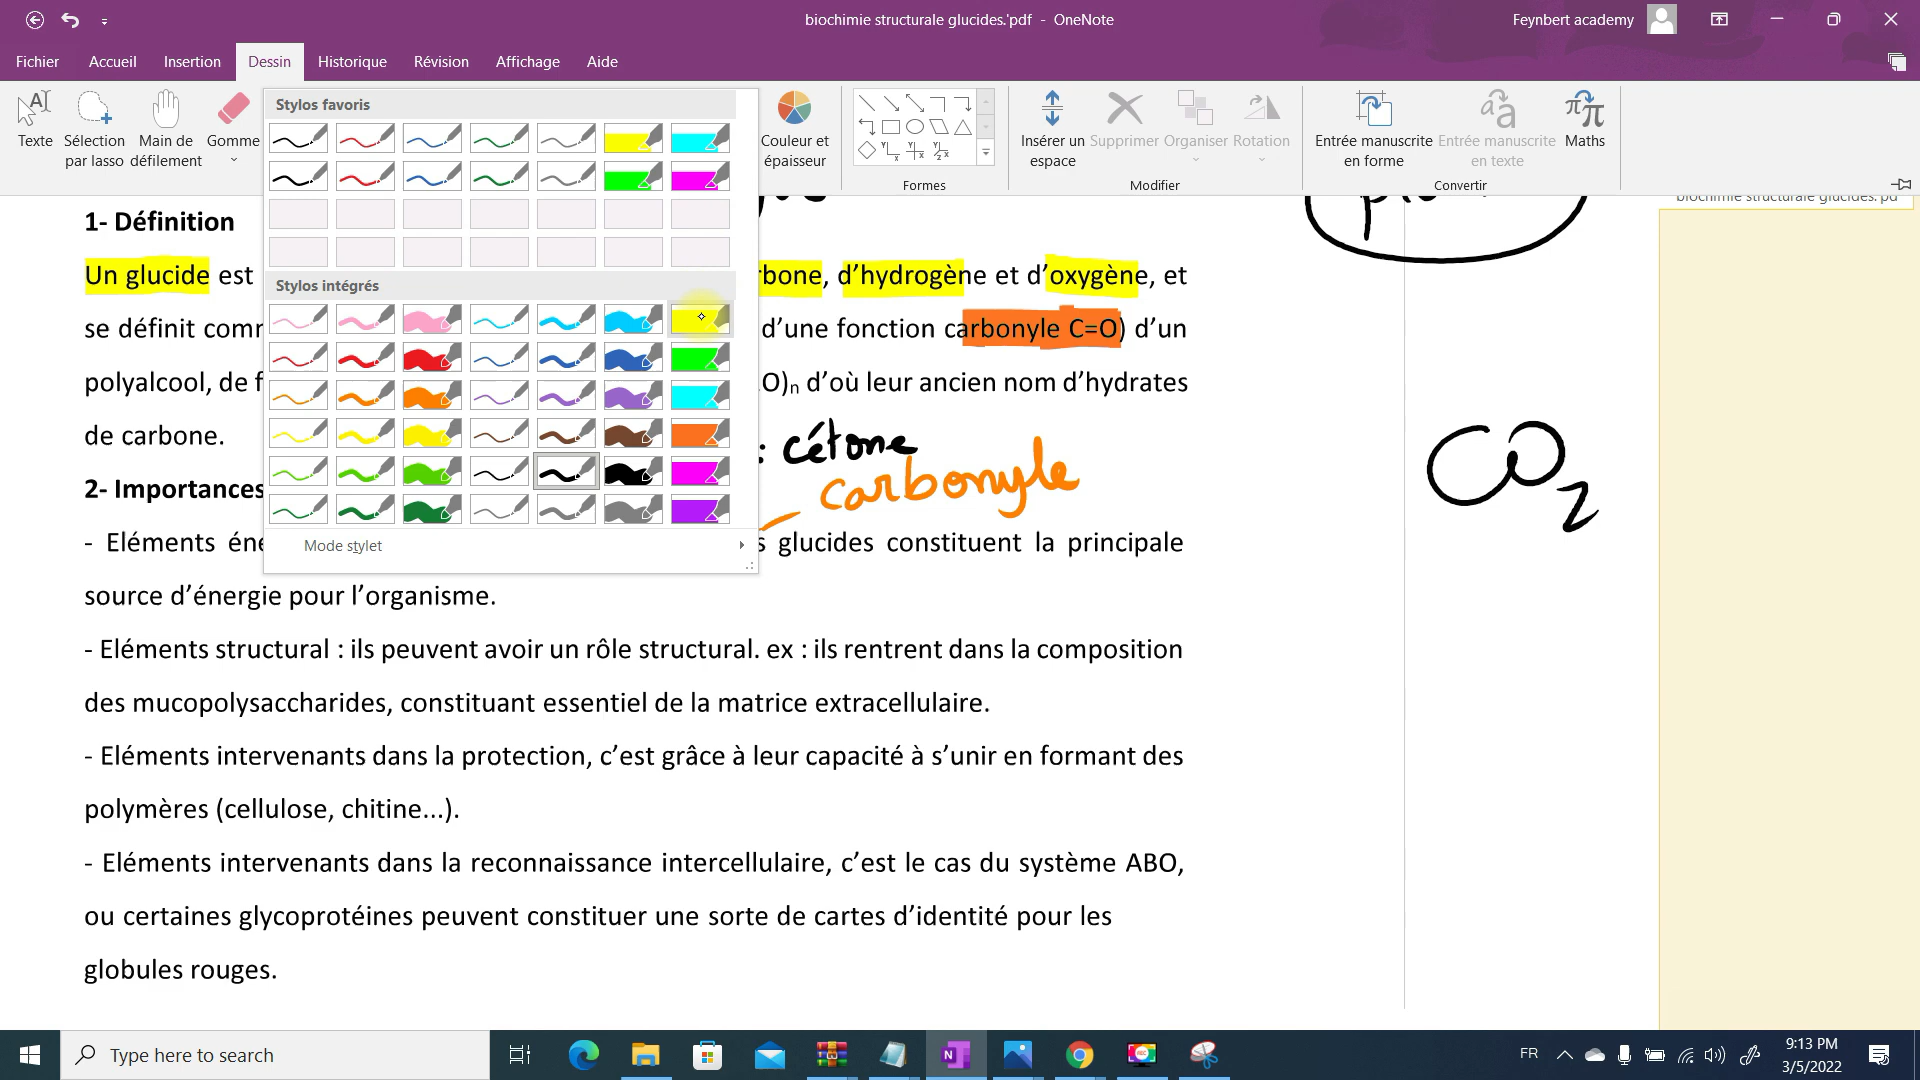 biochimie structurale glucides.'pdf - OneNote
Feynbert academy
Fichier Accueil Insertion Dessin Historique Révision Affichage Aide
Stylos favoris
Texte
Sélection par lasso
Main de défilement
Gomme
Couleur et épaisseur
Formes
Insérer un espace
Supprimer
Organiser
Rotation
Modifier
Entrée manuscrite en forme
Entrée manuscrite en texte
Maths
Convertir
Stylos intégrés
Mode stylet
biochimie structurale glucides.'pd
1- Définition
Un glucide est rbone, d’hydrogène et d’oxygène, et
se définit com d’une fonction carbonyle C=O) d’un
polyalcool, de f O)n d’où leur ancien nom d’hydrates
de carbone.
: cétone
carbonyle
CO2
2- Importances
- Eléments éne s glucides constituent la principale
source d’énergie pour l’organisme.
- Eléments structural : ils peuvent avoir un rôle structural. ex : ils rentrent dans la composition
des mucopolysaccharides, constituant essentiel de la matrice extracellulaire.
- Eléments intervenants dans la protection, c’est grâce à leur capacité à s’unir en formant des
polymères (cellulose, chitine...).
- Eléments intervenants dans la reconnaissance intercellulaire, c’est le cas du système ABO,
ou certaines glycoprotéines peuvent constituer une sorte de cartes d’identité pour les
globules rouges.
Type here to search
FR
9:13 PM
3/5/2022